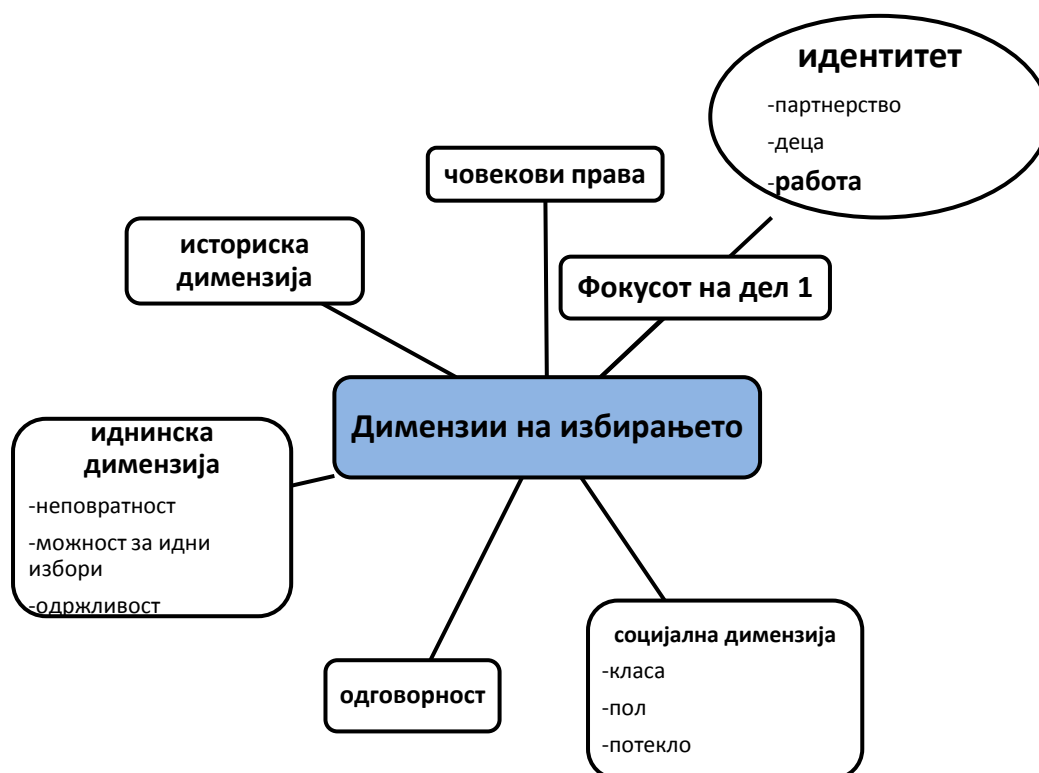 идентитет
-партнерство
-деца
-работа
човекови права
историска
димензија
Фокусот на дел 1
Димензии на избирањето
иднинска
димензија
-неповратност
-можност за идни
избори
-одржливост
социјална димензија
-класа
-пол
-потекло
одговорност